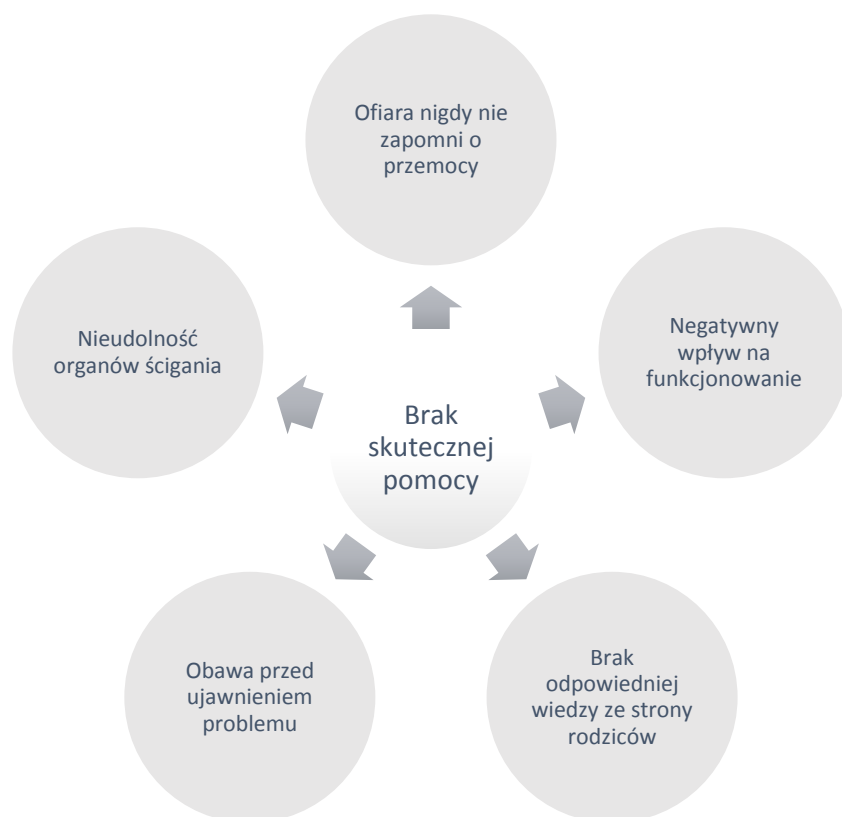 Ofiara nigdy nie
zapomni o
przemocy
Nieudolność
organów ścigania
Negatywny
wpływ na
funkcjonowanie
Brak
skutecznej
pomocy
Obawa przed
ujawnieniem
problemu
Brak
odpowiedniej
wiedzy ze strony
rodziców